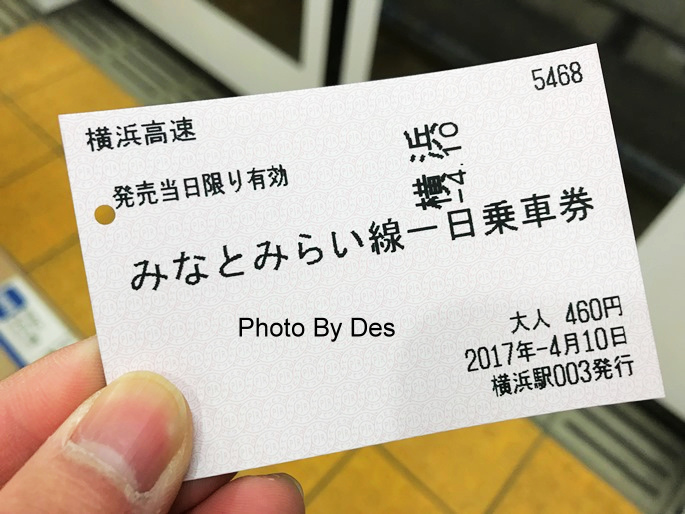 5468
横浜高速
横浜
-4.10
発売当日限り有効
みなとみらい線一日乗車券
Photo By Des
大人 460円
2017年-4月10日
横浜駅003発行